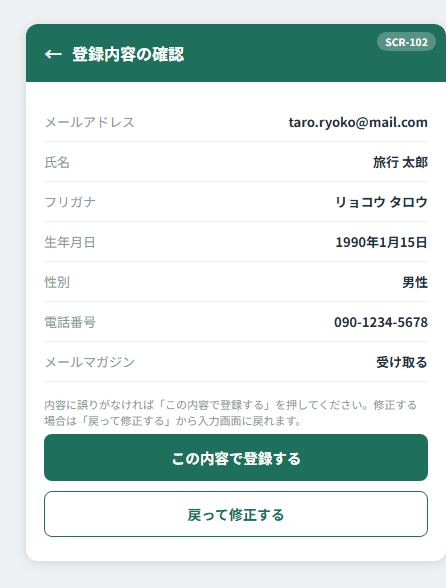 ← 登録内容の確認
SCR-102
メールアドレス taro.ryoko@mail.com
氏名 旅行 太郎
フリガナ リョコウ タロウ
生年月日 1990年1月15日
性別 男性
電話番号 090-1234-5678
メールマガジン 受け取る
内容に誤りがなければ「この内容で登録する」を押してください。修正する
場合は「戻って修正する」から入力画面に戻れます。
この内容で登録する
戻って修正する